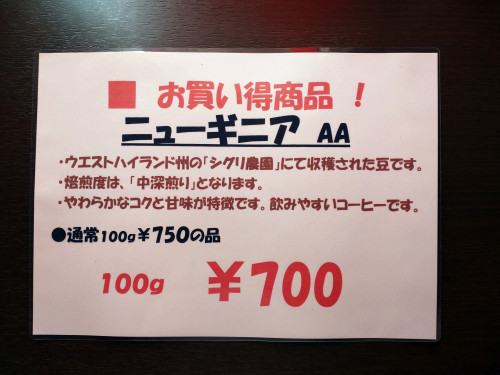 ■ お買い得商品 !
ニューギニア AA
・ウエストハイランド州の「シグリ農園」にて収穫された豆です。
・焙煎度は、「中深煎り」となります。
・やわらかなコクと甘味が特徴です。飲みやすいコーヒーです。
●通常100g¥750の品
100g ¥700